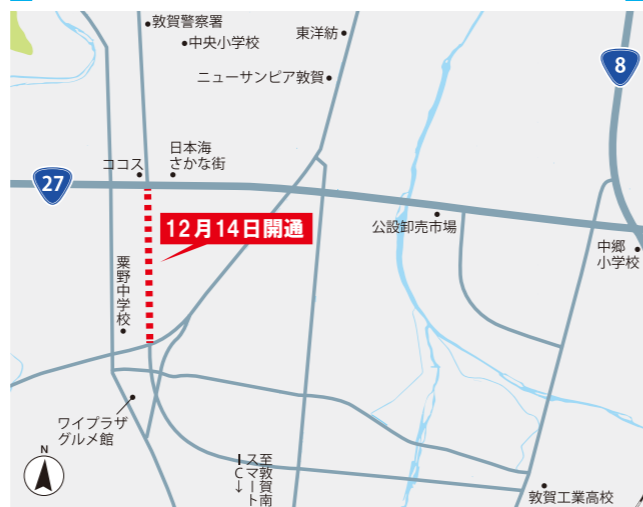 敦賀警察署
中央小学校
東洋紡
ニューサンピア敦賀
8
日本海
さかな街
ココス
27
12月14日開通
公設卸売市場
中郷
小学校
粟野中学校
ワイプラザ
グルメ館
至敦賀南
スマート
IC↓
敦賀工業高校
N